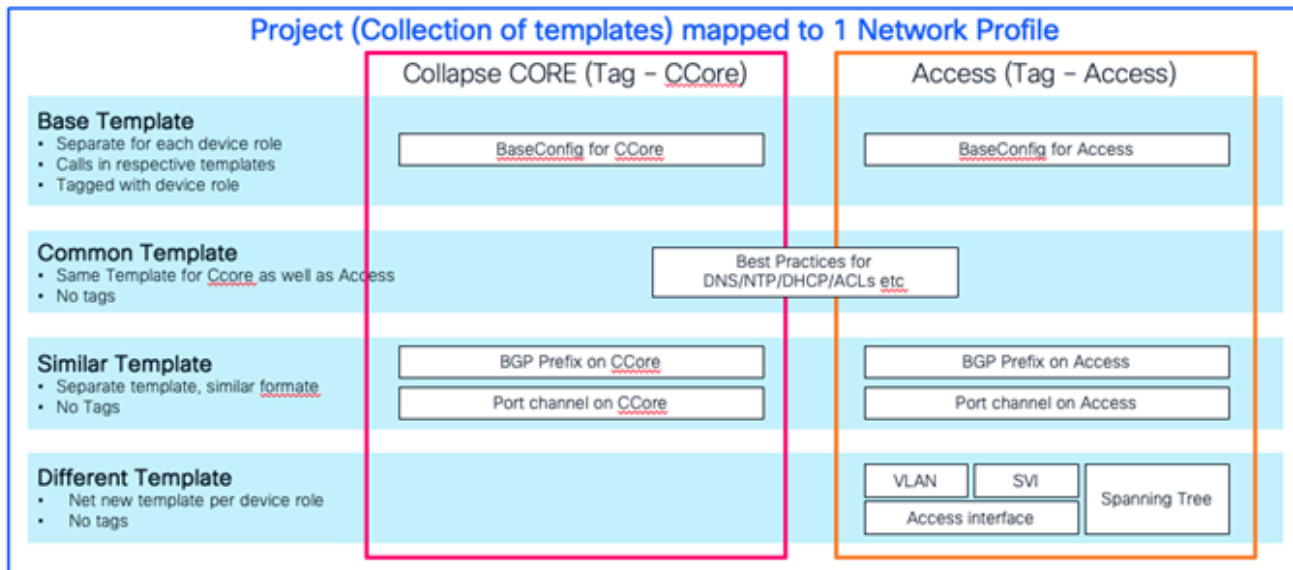 Project (Collection of templates) mapped to 1 Network Profile
Collapse CORE (Tag – CCore)
Access (Tag – Access)
Base Template
• Separate for each device role
• Calls in respective templates
• Tagged with device role
BaseConfig for CCore
BaseConfig for Access
Common Template
• Same Template for Ccore as well as Access
• No tags
Best Practices for
DNS/NTP/DHCP/ACLs etc
Similar Template
• Separate template, similar formate
• No Tags
BGP Prefix on CCore
BGP Prefix on Access
Port channel on CCore
Port channel on Access
Different Template
• Net new template per device role
• No tags
VLAN
SVI
Spanning Tree
Access interface